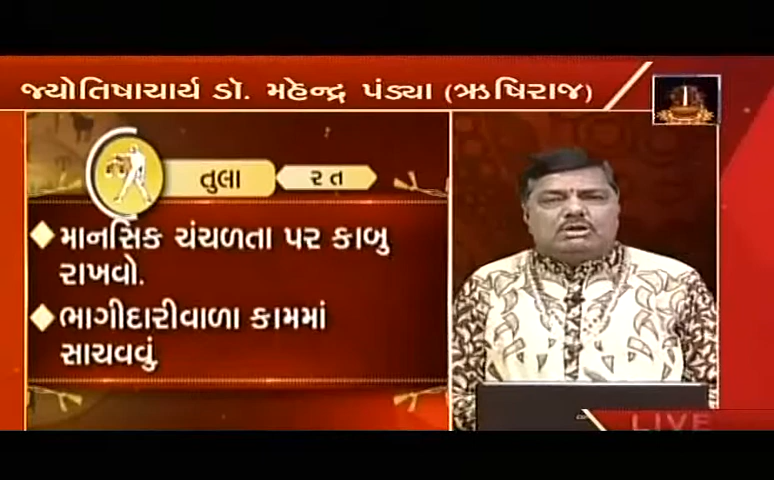 જ્યોતિષાચાર્ય ડૉ. મહેન્દ્ર પંડ્યા (ઋષિરાજ)
તુલા
ર ત
માનસિક ચંચળતા પર કાબુ
રાખવો.
ભાગીદારીવાળા કામમાં
સાચવવું.
LIVE